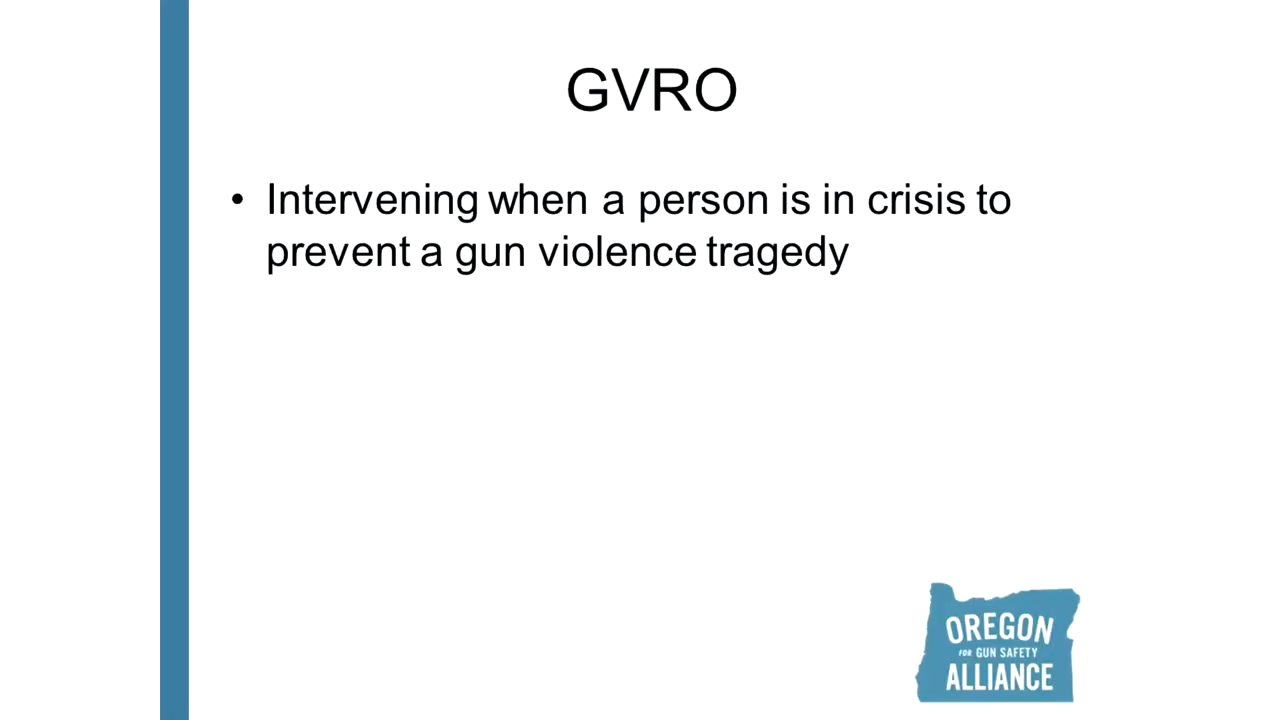 GVRO
• Intervening when a person is in crisis to
prevent a gun violence tragedy
OREGON
FOR GUN SAFETY
ALLIANCE